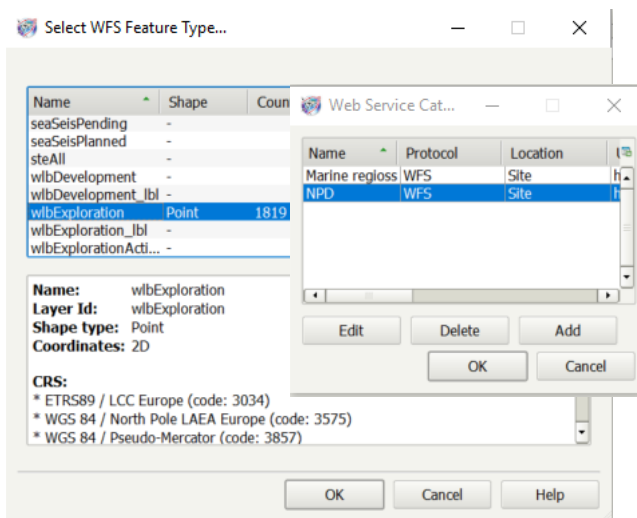 Select WFS Feature Type...
Name Shape Coun
seaSeisPending -
seaSeisPlanned -
steAll -
wlbDevelopment -
wlbDevelopment_lbl -
wlbExploration Point 1819
wlbExploration_lbl -
wlbExplorationActi... -
Name: wlbExploration
Layer Id: wlbExploration
Shape type: Point
Coordinates: 2D
CRS:
* ETRS89 / LCC Europe (code: 3034)
* WGS 84 / North Pole LAEA Europe (code: 3575)
* WGS 84 / Pseudo-Mercator (code: 3857)
OK Cancel Help
Web Service Cat...
Name Protocol Location
Marine regioss WFS Site h
NPD WFS Site h
Edit Delete Add
OK Cancel